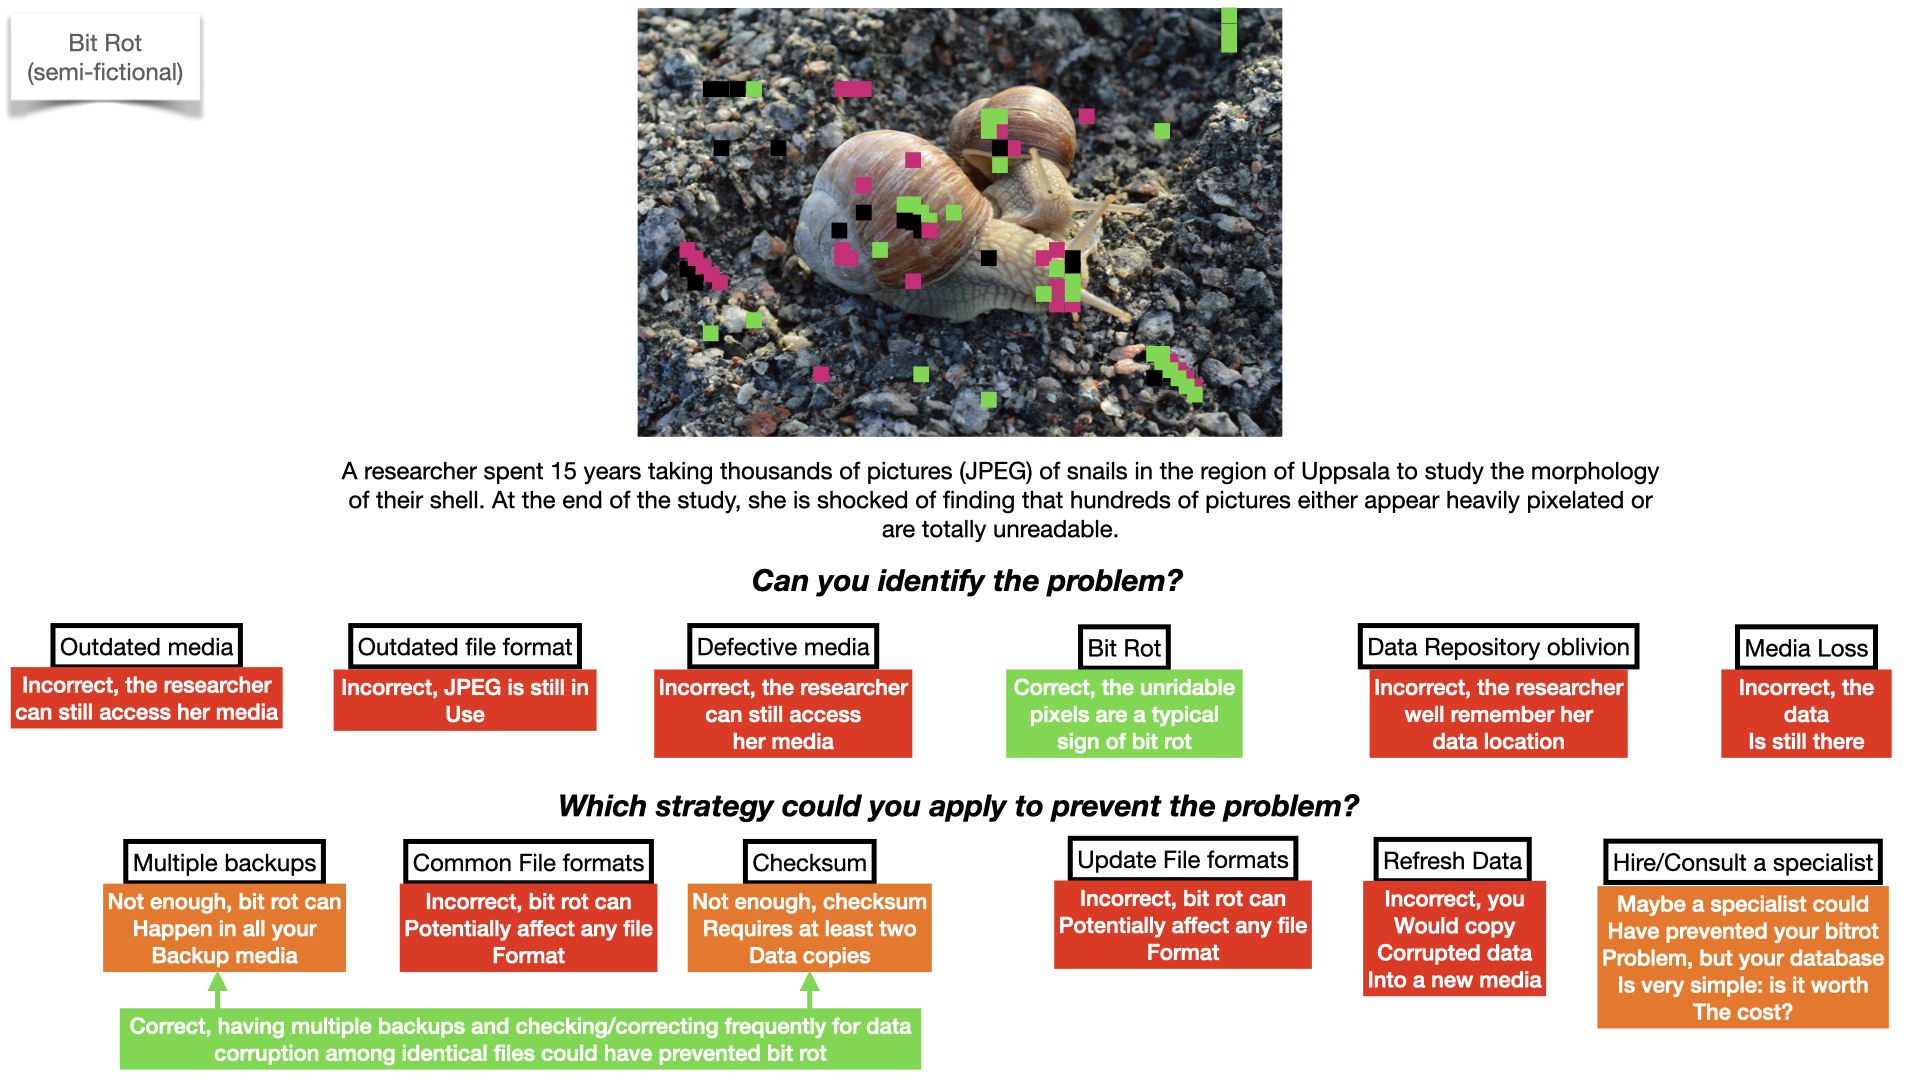 Bit Rot
(semi-fictional)
A researcher spent 15 years taking thousands of pictures (JPEG) of snails in the region of Uppsala to study the morphology
of their shell. At the end of the study, she is shocked of finding that hundreds of pictures either appear heavily pixelated or
are totally unreadable.
Can you identify the problem?
Outdated media
Incorrect, the researcher
can still access her media
Outdated file format
Incorrect, JPEG is still in
Use
Defective media
Incorrect, the researcher
can still access
her media
Bit Rot
Correct, the unridable
pixels are a typical
sign of bit rot
Data Repository oblivion
Incorrect, the researcher
well remember her
data location
Media Loss
Incorrect, the
data
Is still there
Which strategy could you apply to prevent the problem?
Multiple backups
Not enough, bit rot can
Happen in all your
Backup media
Common File formats
Incorrect, bit rot can
Potentially affect any file
Format
Checksum
Not enough, checksum
Requires at least two
Data copies
Update File formats
Incorrect, bit rot can
Potentially affect any file
Format
Refresh Data
Incorrect, you
Would copy
Corrupted data
Into a new media
Hire/Consult a specialist
Maybe a specialist could
Have prevented your bitrot
Problem, but your database
Is very simple: is it worth
The cost?
Correct, having multiple backups and checking/correcting frequently for data
corruption among identical files could have prevented bit rot